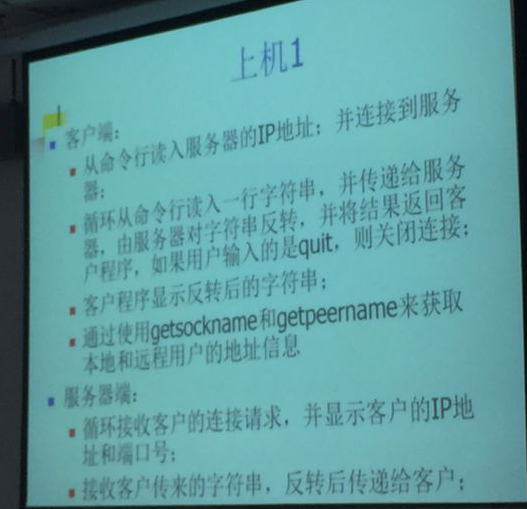 上机1
客户端：
从命令行读入服务器的IP地址；并连接到服务
器；
循环从命令行读入一行字符串，并传递给服务
器，由服务器对字符串反转，并将结果返回客
户程序，如果用户输入的是quit，则关闭连接；
客户程序显示反转后的字符串；
通过使用getsockname和getpeername来获取
本地和远程用户的地址信息
服务器端：
循环接收客户的连接请求，并显示客户的IP地
址和端口号；
接收客户传来的字符串，反转后传递给客户；